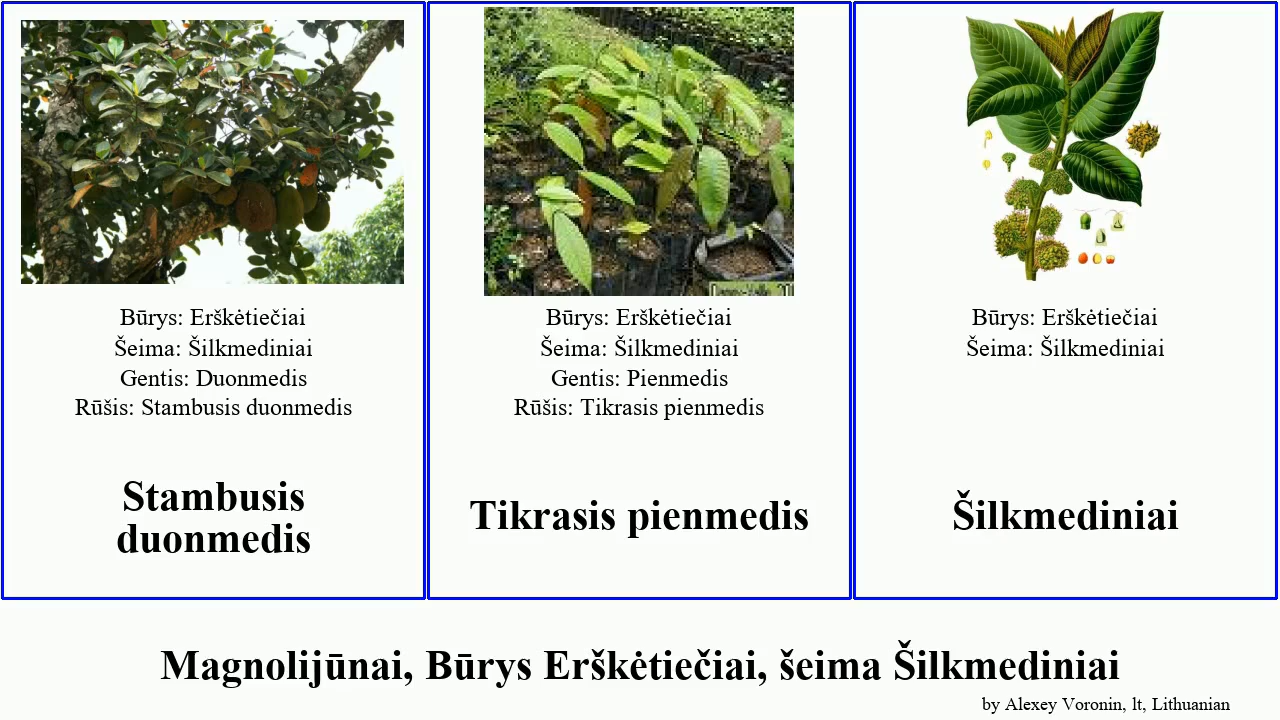 Būrys: Erškėtiečiai
Šeima: Šilkmediniai
Gentis: Duonmedis
Rūšis: Stambusis duonmedis
Stambusis
duonmedis
Būrys: Erškėtiečiai
Šeima: Šilkmediniai
Gentis: Pienmedis
Rūšis: Tikrasis pienmedis
Tikrasis pienmedis
Būrys: Erškėtiečiai
Šeima: Šilkmediniai
Šilkmediniai
Magnolijūnai, Būrys Erškėtiečiai, šeima Šilkmediniai
by Alexey Voronin, lt, Lithuanian